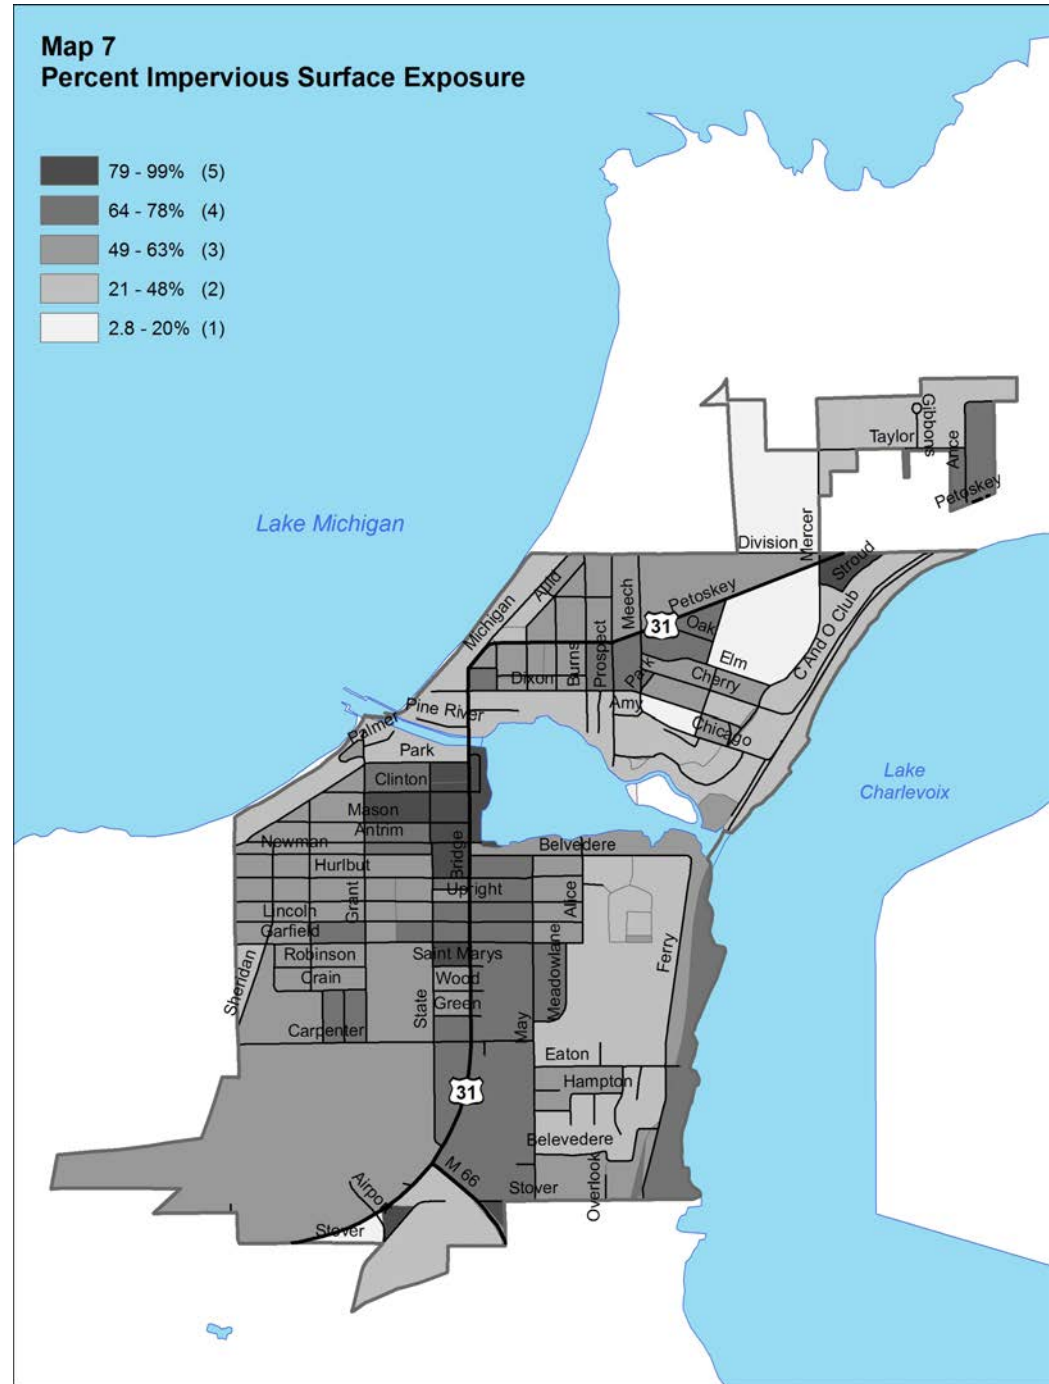 Map 7
Percent Impervious Surface Exposure
79 - 99% (5)
64 - 78% (4)
49 - 63% (3)
21 - 48% (2)
2.8 - 20% (1)
Gibbons
Taylor
Ance
Petoskey
Lake Michigan
Division
Mercer
Stroud
Auld
Michigan
Meech
Petoskey
31
Oak
C And O Club
Burns
Prospect
Elm
Dixon
Park
Cherry
Amy
Pine River
Palmer
Chicago
Park
Lake
Charlevoix
Clinton
Mason
Antrim
Newman
Bridge
Belvedere
Hurlbut
Grant
Upright
Alice
Lincoln
Garfield
Robinson
Saint Marys
Ferry
Sheridan
Crain
Wood
Meadowlane
State
Green
Carpenter
May
Eaton
31
Hampton
Belevedere
M 66
Airport
Stover
Overlook
Stover